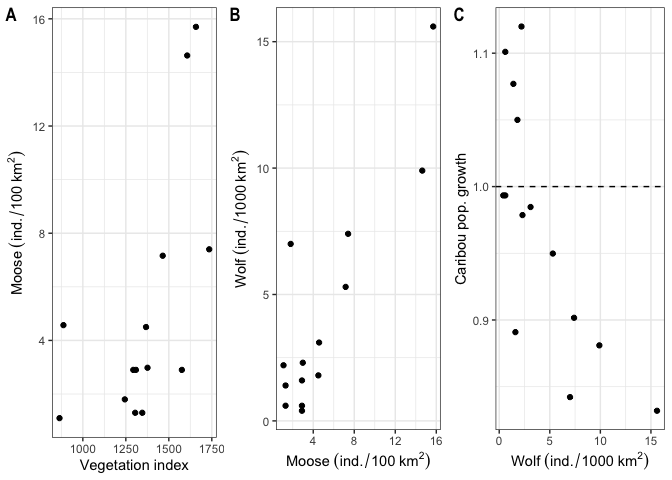 A
B
C
16
12
8
4
Moose (ind./100 km²)
1000
1250
1500
1750
Vegetation index
15
10
5
0
Wolf (ind./1000 km²)
4
8
12
16
Moose (ind./100 km²)
1.1
1.0
0.9
Caribou pop. growth
0
5
10
15
Wolf (ind./1000 km²)